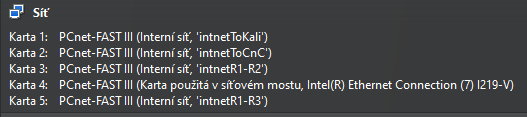 Síť
Karta 1: PCnet-FAST III (Interní síť, 'intnetToKali')
Karta 2: PCnet-FAST III (Interní síť, 'intnetToCnC')
Karta 3: PCnet-FAST III (Interní síť, 'intnetR1-R2')
Karta 4: PCnet-FAST III (Karta použitá v síťovém mostu, Intel(R) Ethernet Connection (7) I219-V)
Karta 5: PCnet-FAST III (Interní síť, 'intnetR1-R3')